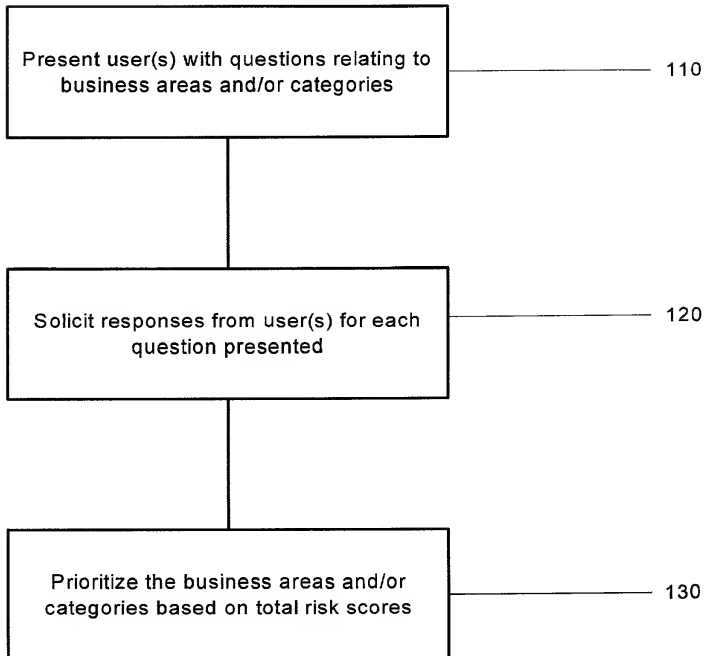 Present user(s) with questions relating to
business areas and/or categories
110
Solicit responses from user(s) for each
question presented
120
Prioritize the business areas and/or
categories based on total risk scores
130